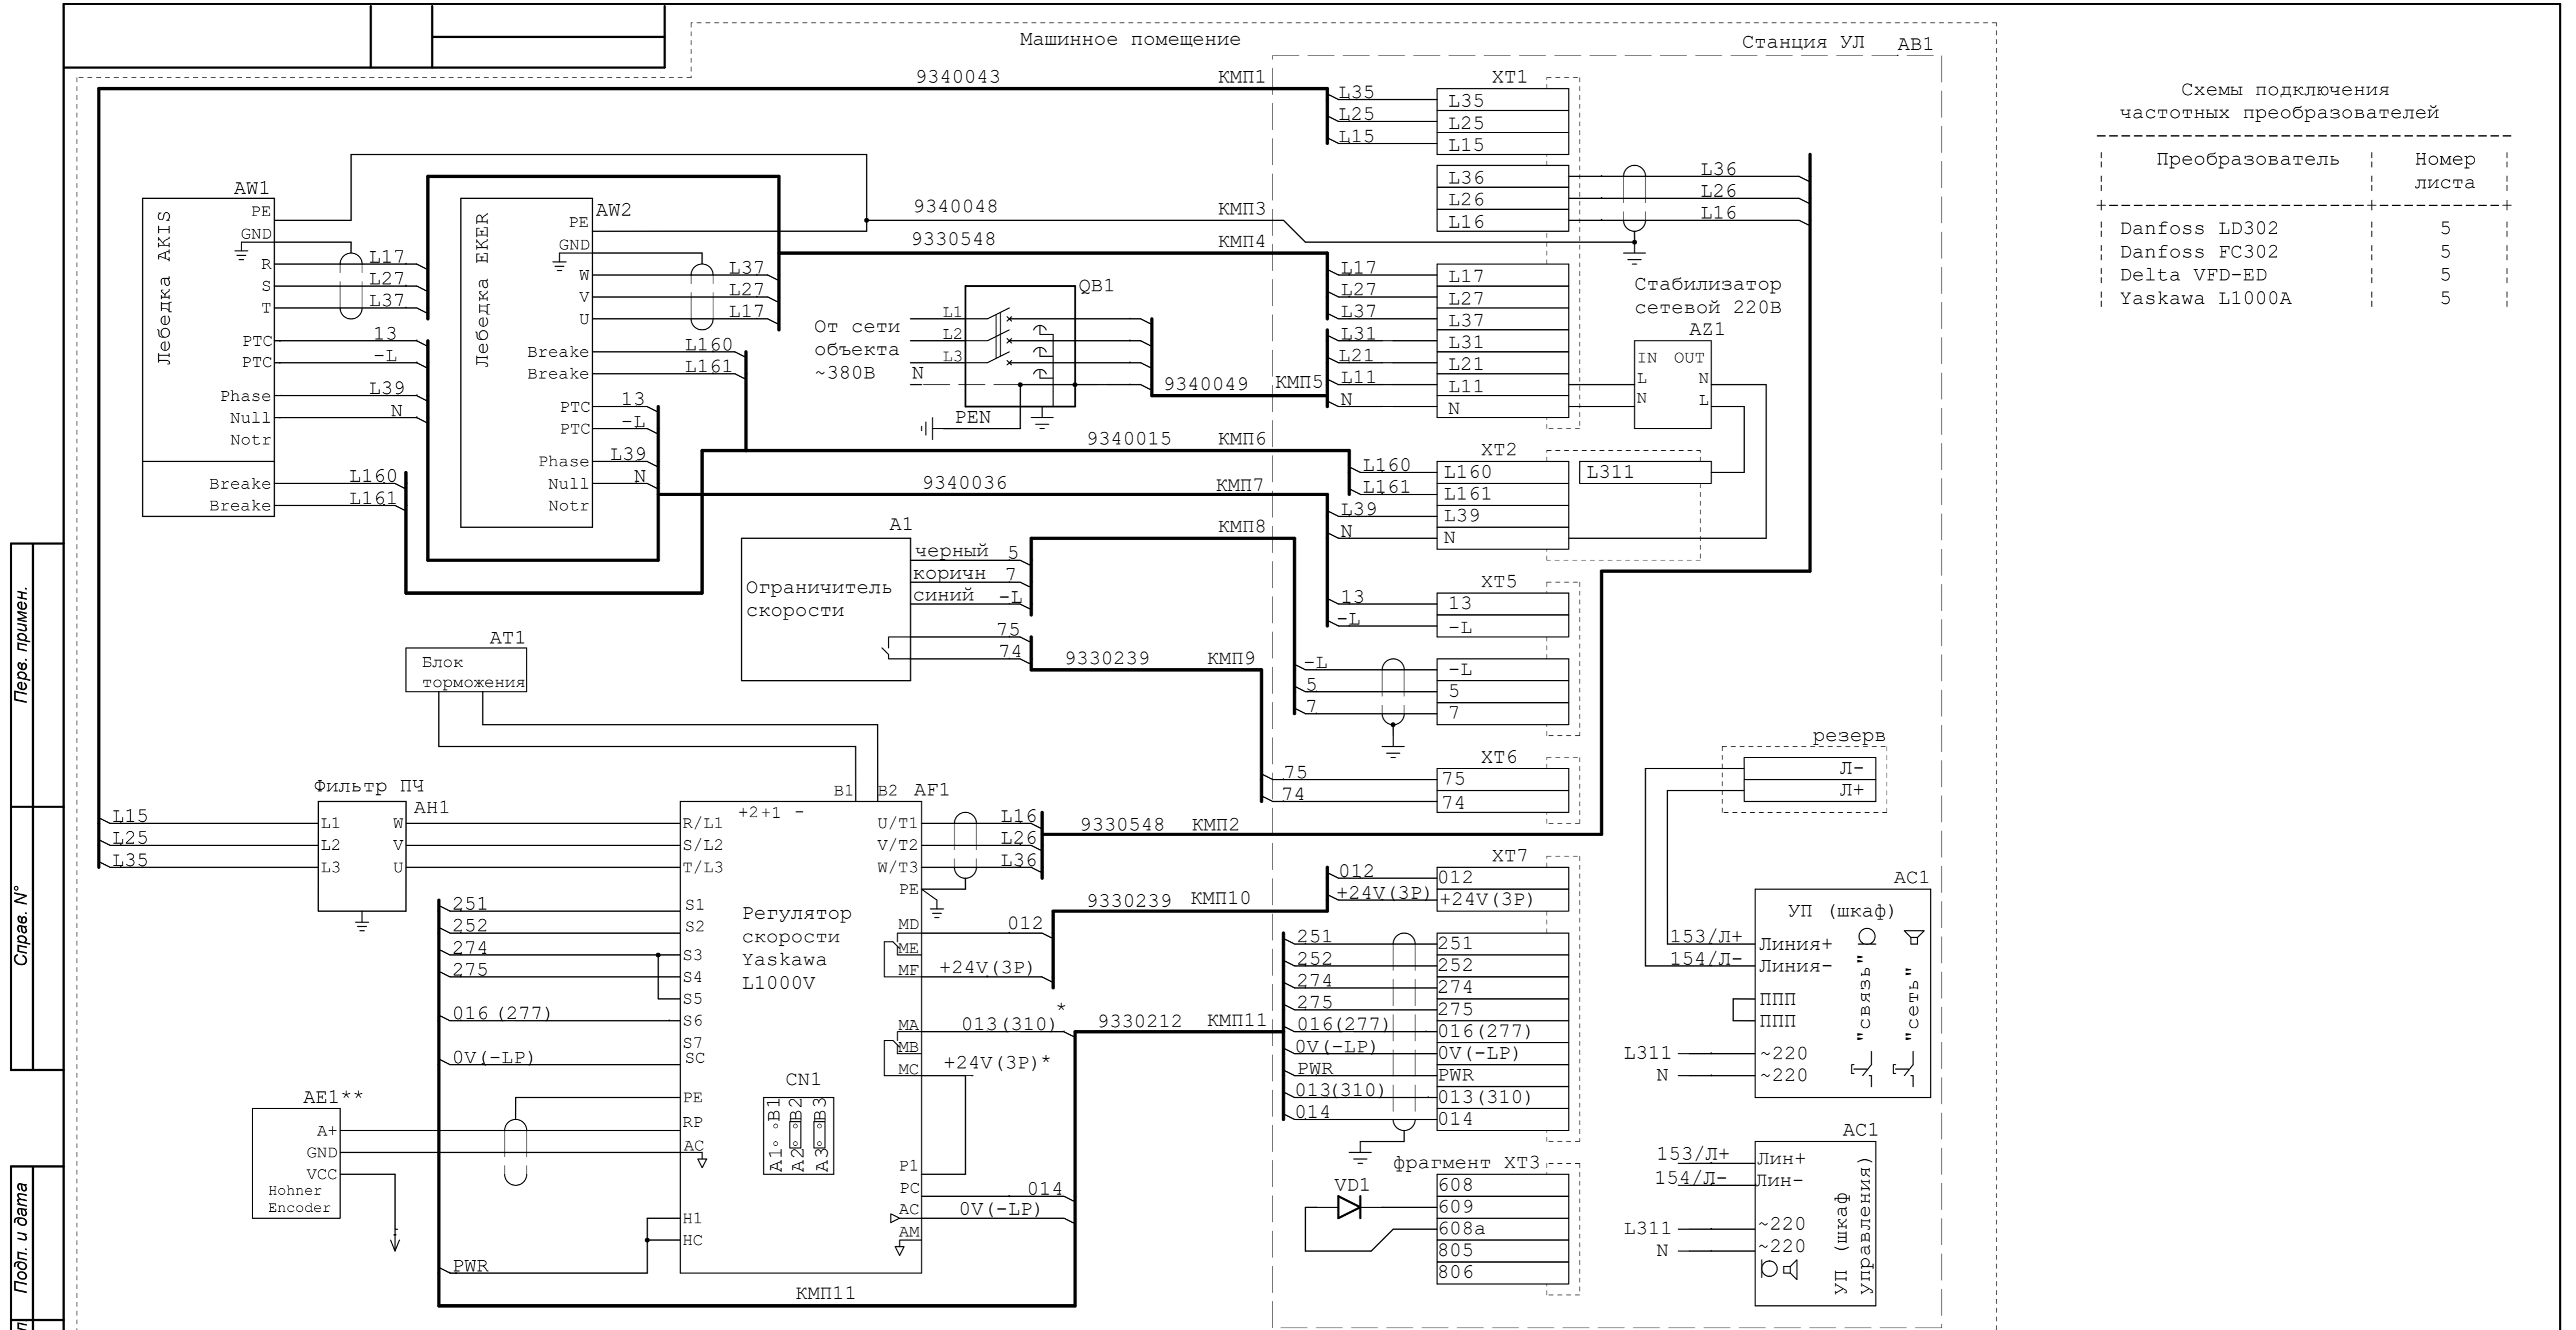 Машинное помещение
Станция УЛ АВ1
9340043 КМП1
L35
L25
L15
XT1
L35
L25
L15
L36
L26
L16
L36
L26
L16
Схемы подключения
частотных преобразователей
Преобразователь Номер
листа
Danfoss LD302 5
Danfoss FC302 5
Delta VFD-ED 5
Yaskawa L1000A 5
AW1
Лебедка AKIS
PE
GND
R L17
S L27
T L37
PTC 13
PTC -L
Phase L39
Null N
Notr
Breake L160
Breake L161
AW2
Лебедка EKER
PE
GND
W L37
V L27
U L17
Breake L160
Breake L161
PTC 13
PTC -L
Phase L39
Null N
Notr
9340048 КМП3
9330548 КМП4
QB1
От сети
объекта
~380В
L1
L2
L3
N
PEN
9340049 КМП5
L17
L27
L37
L31
L21
L11
N
L17
L27
L37
L31
L21
L11
N
Стабилизатор
сетевой 220В
AZ1
IN OUT
L N
N L
9340015 КМП6
9340036 КМП7
КМП8
XT2
L160 L160
L161 L161
L39 L39
N N
L311
A1
Ограничитель
скорости
черный 5
коричн 7
синий -L
75
74
9330239 КМП9
XT5
13 13
-L -L
-L -L
5 5
7 7
XT6
75 75
74 74
AT1
Блок
торможения
Фильтр ПЧ
AH1
L15 L1 W
L25 L2 V
L35 L3 U
B1 B2 AF1
+2+1 -
R/L1
S/L2
T/L3
U/T1 L16
V/T2 L26
W/T3 L36
PE
9330548 КМП2
251 S1
252 S2
274 S3
275 S4
S5
016(277) S6
S7
0V(-LP) SC
Регулятор
скорости
Yaskawa
L1000V
MD 012
ME
MF +24V(3P)
MA 013(310) *
MB
MC +24V(3P)*
9330239 КМП10
9330212 КМП11
CN1
A1 B1
A2 B2
A3 B3
PE
RP
AC
H1
HC
PWR
P1
PC 014
AC 0V(-LP)
AM
КМП11
AE1**
A+
GND
VCC
Hohner
Encoder
XT7
012 012
+24V(3P) +24V(3P)
251 251
252 252
274 274
275 275
016(277) 016(277)
0V(-LP) 0V(-LP)
PWR PWR
013(310) 013(310)
014 014
фрагмент XT3
VD1
608
609
608a
805
806
резерв
Л-
Л+
AC1
УП (шкаф)
153/Л+ Линия+
154/Л- Линия-
ППП
ППП
L311 ~220
N ~220
"связь"
"сеть"
AC1
153/Л+ Лин+
154/Л- Лин-
L311 ~220
N ~220
УП (шкаф
управления)
Перв. примен.
Справ. N°
Подп. и дата